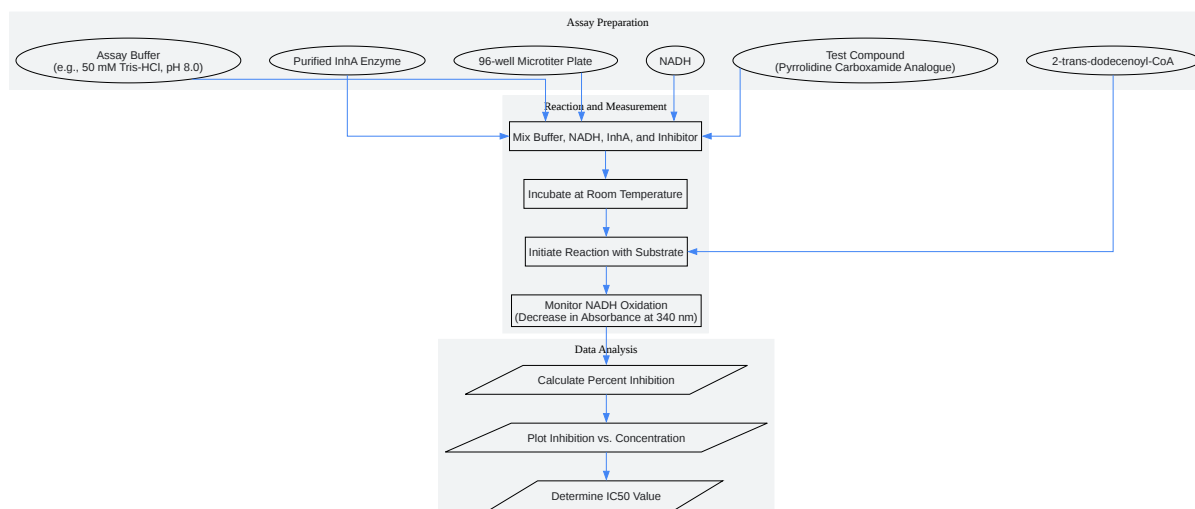 Assay Preparation
Assay Buffer
(e.g., 50 mM Tris-HCl, pH 8.0)
Purified InhA Enzyme
96-well Microtiter Plate
NADH
Test Compound
(Pyrrolidine Carboxamide Analogue)
2-trans-dodecenoyl-CoA
Reaction and Measurement
Mix Buffer, NADH, InhA, and Inhibitor
Incubate at Room Temperature
Initiate Reaction with Substrate
Monitor NADH Oxidation
(Decrease in Absorbance at 340 nm)
Data Analysis
Calculate Percent Inhibition
Plot Inhibition vs. Concentration
Determine IC50 Value